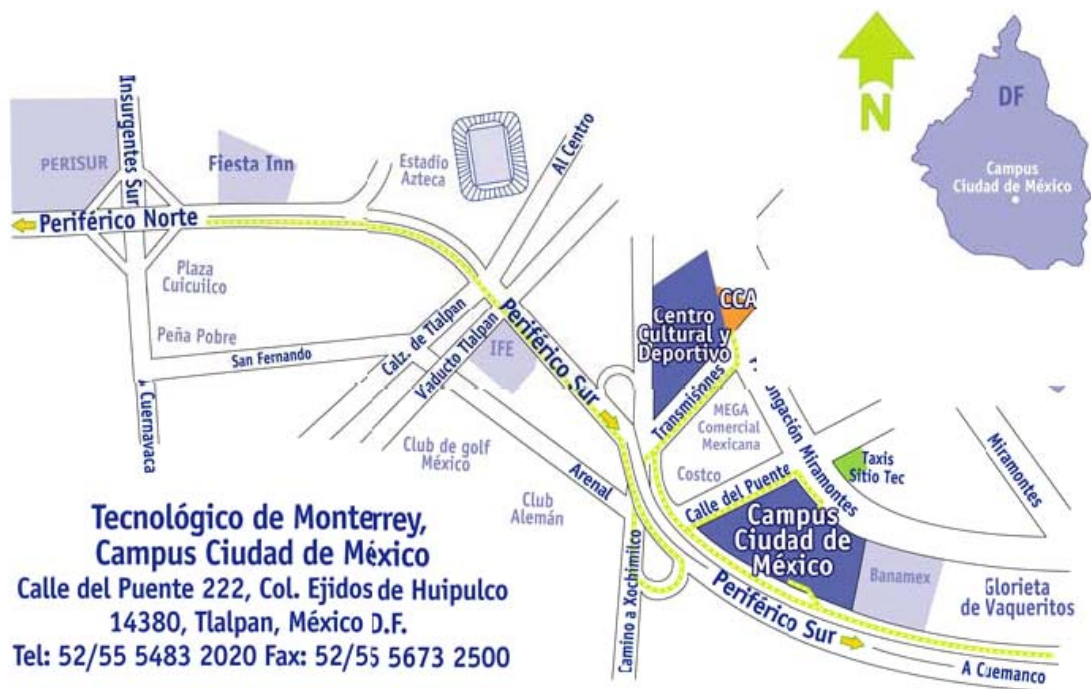 N
DF
Campus
Ciudad de México
PERISUR
Insurgentes Sur
Fiesta Inn
Estadio
Azteca
Al Centro
Periférico Norte
Plaza
Cuicuilco
Peña Pobre
San Fernando
A Cuernavaca
Calz. de Tlalpan
Viaducto Tlalpan
IFE
Periférico Sur
CCA
Centro
Cultural y
Deportivo
Transmisiones
MEGA
Comercial
Mexicana
Costco
Miramontes
Miramontes
Taxis
Sitio Tec
Calle del Puente
Club de golf
México
Arenal
Club
Alemán
Campus
Ciudad de
México
Banamex
Glorieta
de Vaqueritos
Camino a Xochimilco
Periférico Sur
A Cuemanco
Tecnológico de Monterrey,
Campus Ciudad de México
Calle del Puente 222, Col. Ejidos de Huipulco
14380, Tlalpan, México D.F.
Tel: 52/55 5483 2020 Fax: 52/55 5673 2500